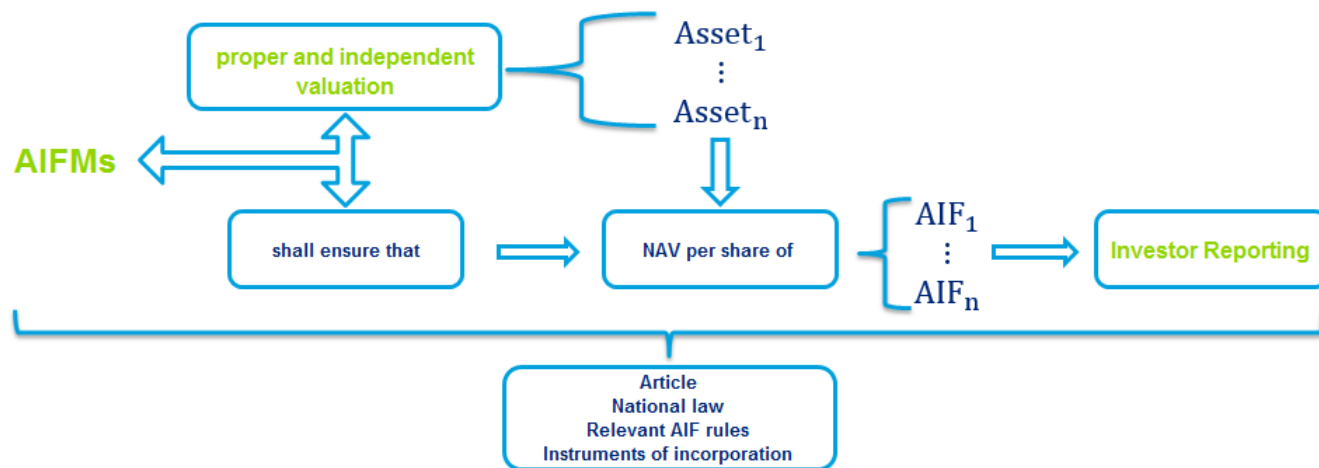 proper and independent
valuation
Asset₁
⋮
Assetₙ
AIFMs
shall ensure that
NAV per share of
AIF₁
⋮
AIFₙ
Investor Reporting
Article
National law
Relevant AIF rules
Instruments of incorporation